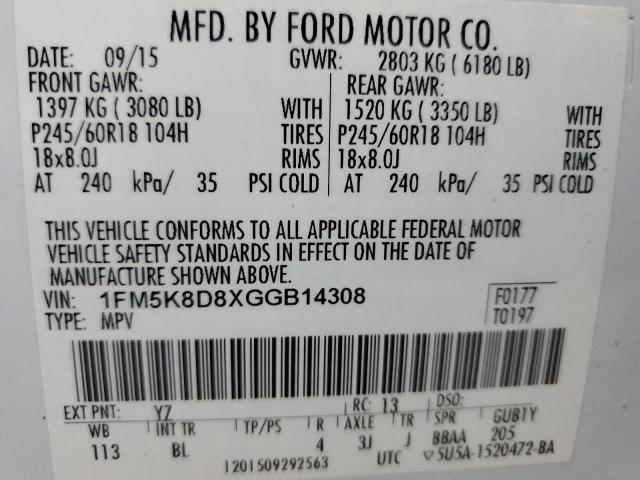 MFD. BY FORD MOTOR CO.
DATE: 09/15 GVWR: 2803 KG ( 6180 LB)
FRONT GAWR: REAR GAWR:
1397 KG ( 3080 LB) WITH 1520 KG ( 3350 LB) WITH
P245/60R18 104H TIRES P245/60R18 104H TIRES
18x8.0J RIMS 18x8.0J RIMS
AT 240 kPa/ 35 PSI COLD AT 240 kPa/ 35 PSI COLD
THIS VEHICLE CONFORMS TO ALL APPLICABLE FEDERAL MOTOR
VEHICLE SAFETY STANDARDS IN EFFECT ON THE DATE OF
MANUFACTURE SHOWN ABOVE.
VIN: 1FM5K8D8XGGB14308 F0177
TYPE: MPV T0197
EXT PNT: YZ RC: 13 DSO:
WB INT TR TP/PS R AXLE TR SPR GUB1Y
113 BL 4 3J J BBAA 205
1201509292563 UTC ▽5U5A-1520472-BA